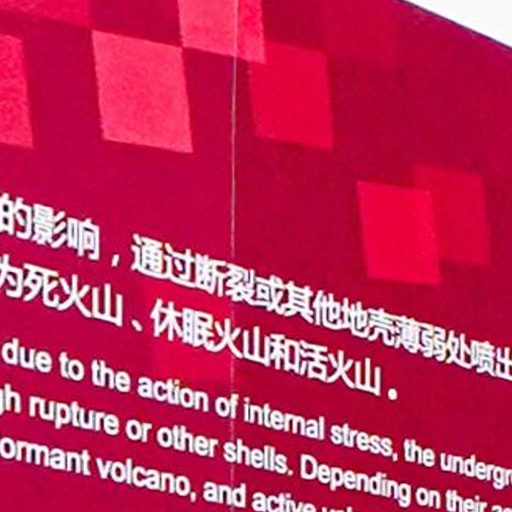 的影响，通过断裂或其他地壳薄弱处喷出
为死火山、休眠火山和活火山。
due to the action of internal stress, the undergr
gh rupture or other shells. Depending on their ac
ormant volcano, and active